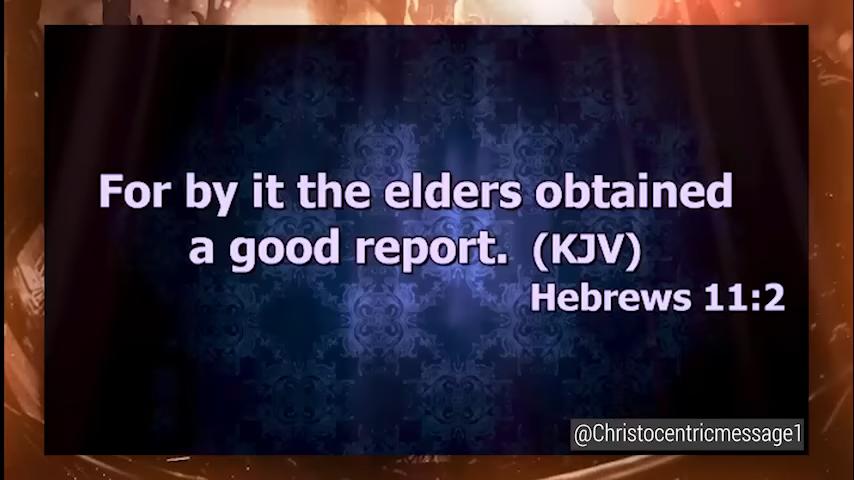 For by it the elders obtained
a good report. (KJV)
Hebrews 11:2
@Christocentricmessage1